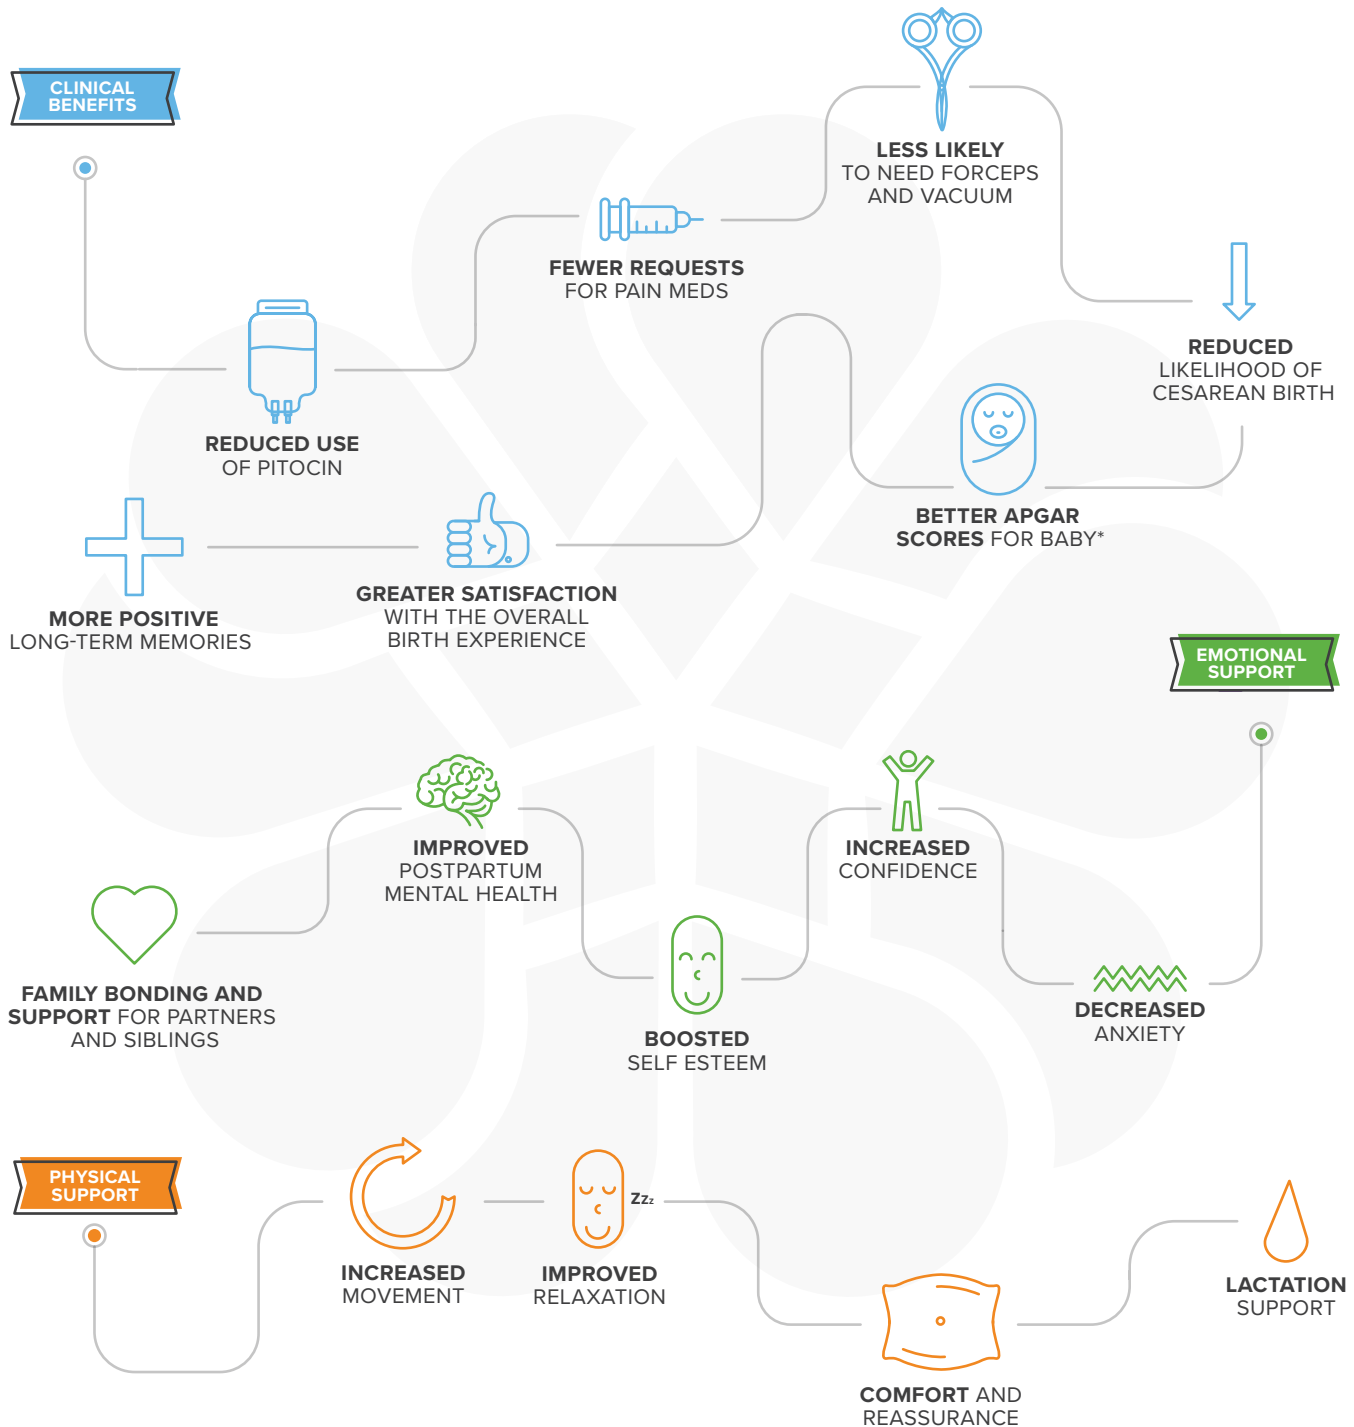 CLINICAL
BENEFITS
REDUCED USE
OF PITOCIN
FEWER REQUESTS
FOR PAIN MEDS
LESS LIKELY
TO NEED FORCEPS
AND VACUUM
REDUCED
LIKELIHOOD OF
CESAREAN BIRTH
BETTER APGAR
SCORES FOR BABY*
GREATER SATISFACTION
WITH THE OVERALL
BIRTH EXPERIENCE
MORE POSITIVE
LONG-TERM MEMORIES
EMOTIONAL
SUPPORT
DECREASED
ANXIETY
INCREASED
CONFIDENCE
BOOSTED
SELF ESTEEM
IMPROVED
POSTPARTUM
MENTAL HEALTH
FAMILY BONDING AND
SUPPORT FOR PARTNERS
AND SIBLINGS
PHYSICAL
SUPPORT
INCREASED
MOVEMENT
zzz
IMPROVED
RELAXATION
COMFORT AND
REASSURANCE
LACTATION
SUPPORT